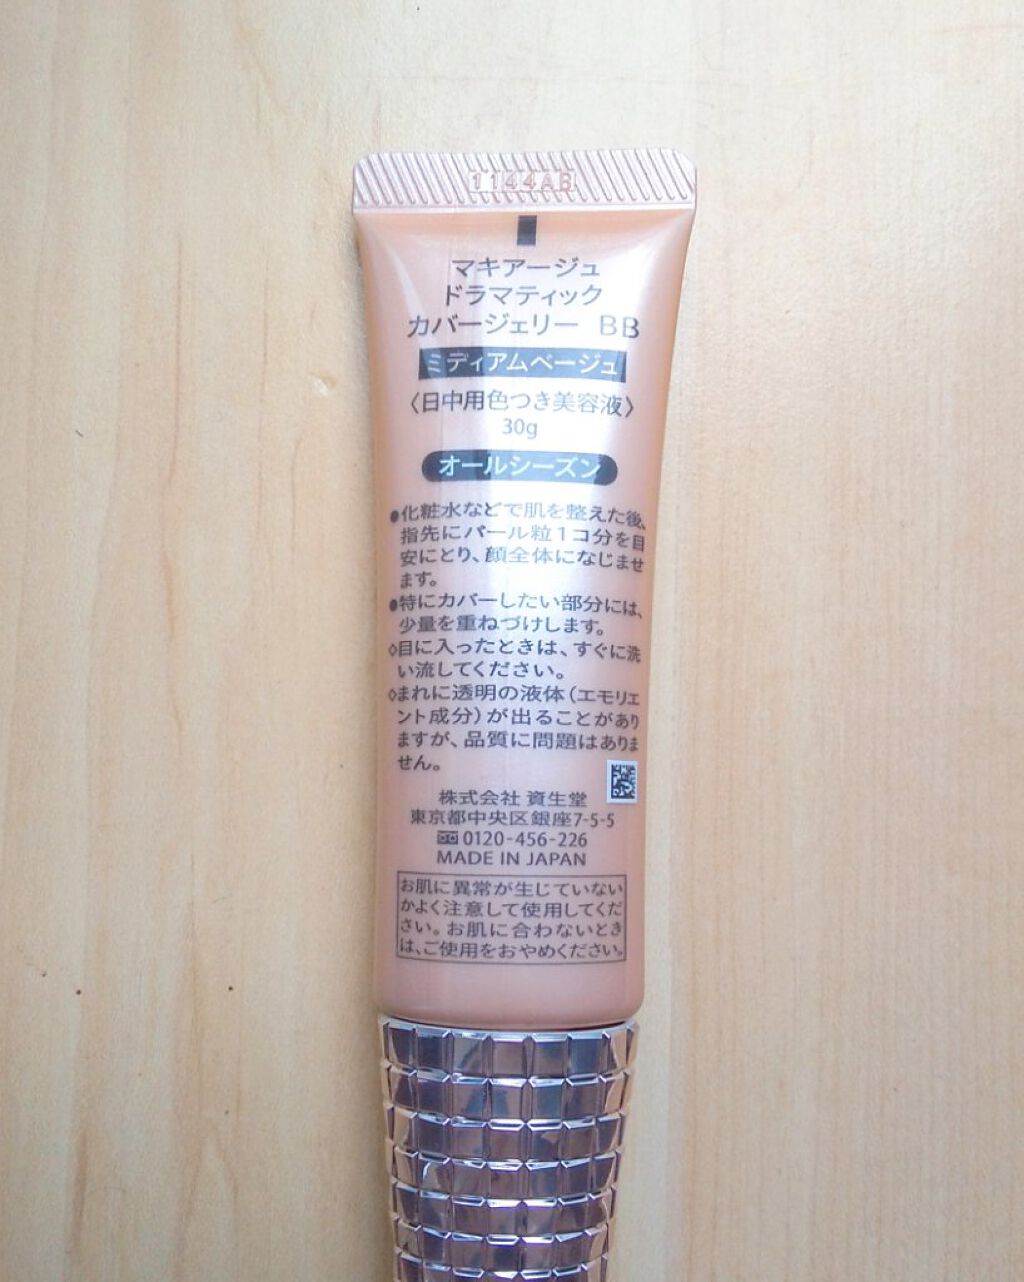 1144AB
マキアージュ
ドラマティック
カバージェリー BB
ミディアムベージュ
〈日中用色つき美容液〉
30g
オールシーズン
●化粧水などで肌を整えた後、
指先にパール粒1コ分を目
安にとり、顔全体になじませ
ます。
●特にカバーしたい部分には、
少量を重ねづけします。
◇目に入ったときは、すぐに洗
い流してください。
◇まれに透明の液体(エモリエ
ント成分)が出ることがあり
ますが、品質に問題はありま
せん。
株式会社 資生堂
東京都中央区銀座7-5-5
0120-456-226
MADE IN JAPAN
お肌に異常が生じていない
かよく注意して使用してくだ
さい。お肌に合わないとき
は、ご使用をおやめください。